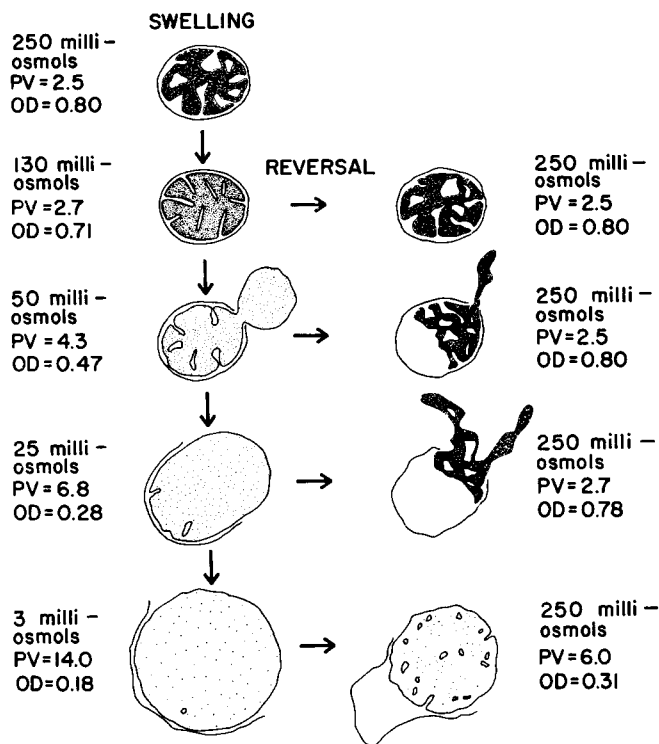 SWELLING
250 milli-
osmols
PV=2.5
OD=0.80
130 milli-
osmols
PV=2.7
OD=0.71
REVERSAL
250 milli-
osmols
PV=2.5
OD=0.80
50 milli-
osmols
PV=4.3
OD=0.47
250 milli-
osmols
PV=2.5
OD=0.80
25 milli-
osmols
PV=6.8
OD=0.28
250 milli-
osmols
PV=2.7
OD=0.78
3 milli-
osmols
PV=14.0
OD=0.18
250 milli-
osmols
PV=6.0
OD=0.31